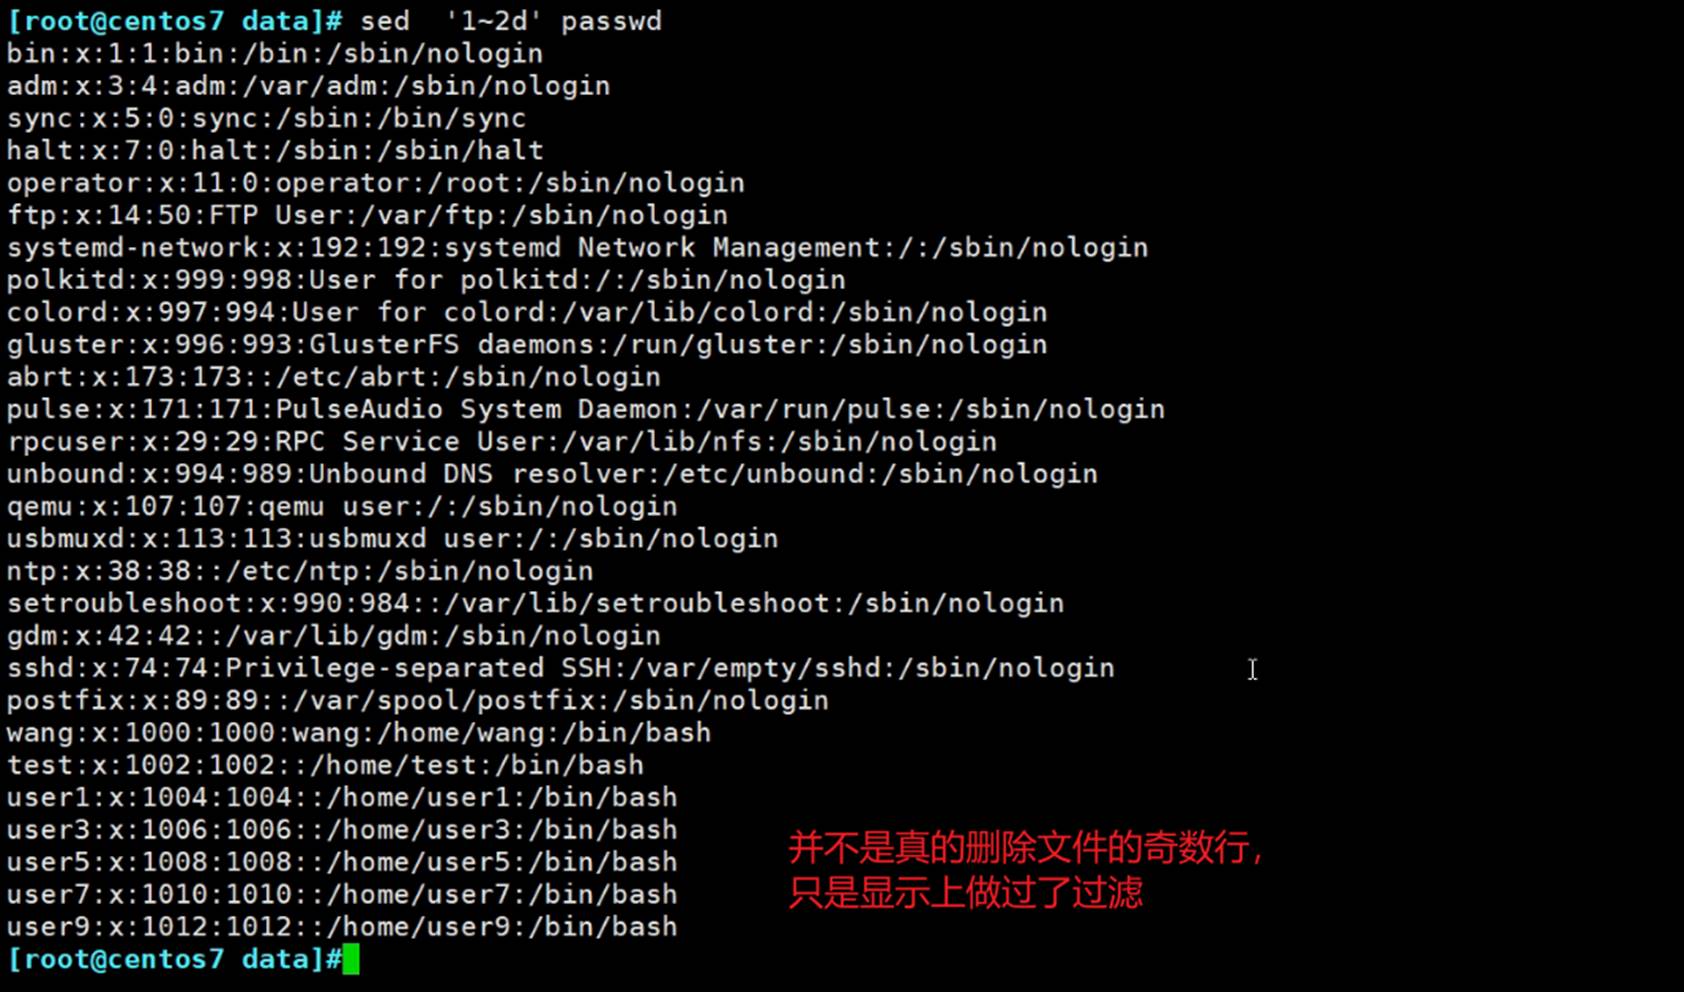 [root@centos7 data]# sed  '1~2d' passwd
bin:x:1:1:bin:/bin:/sbin/nologin
adm:x:3:4:adm:/var/adm:/sbin/nologin
sync:x:5:0:sync:/sbin:/bin/sync
halt:x:7:0:halt:/sbin:/sbin/halt
operator:x:11:0:operator:/root:/sbin/nologin
ftp:x:14:50:FTP User:/var/ftp:/sbin/nologin
systemd-network:x:192:192:systemd Network Management:/:/sbin/nologin
polkitd:x:999:998:User for polkitd:/:/sbin/nologin
colord:x:997:994:User for colord:/var/lib/colord:/sbin/nologin
gluster:x:996:993:GlusterFS daemons:/run/gluster:/sbin/nologin
abrt:x:173:173::/etc/abrt:/sbin/nologin
pulse:x:171:171:PulseAudio System Daemon:/var/run/pulse:/sbin/nologin
rpcuser:x:29:29:RPC Service User:/var/lib/nfs:/sbin/nologin
unbound:x:994:989:Unbound DNS resolver:/etc/unbound:/sbin/nologin
qemu:x:107:107:qemu user:/:/sbin/nologin
usbmuxd:x:113:113:usbmuxd user:/:/sbin/nologin
ntp:x:38:38::/etc/ntp:/sbin/nologin
setroubleshoot:x:990:984::/var/lib/setroubleshoot:/sbin/nologin
gdm:x:42:42::/var/lib/gdm:/sbin/nologin
sshd:x:74:74:Privilege-separated SSH:/var/empty/sshd:/sbin/nologin
postfix:x:89:89::/var/spool/postfix:/sbin/nologin
wang:x:1000:1000:wang:/home/wang:/bin/bash
test:x:1002:1002::/home/test:/bin/bash
user1:x:1004:1004::/home/user1:/bin/bash
user3:x:1006:1006::/home/user3:/bin/bash
user5:x:1008:1008::/home/user5:/bin/bash
user7:x:1010:1010::/home/user7:/bin/bash
user9:x:1012:1012::/home/user9:/bin/bash
并不是真的删除文件的奇数行，
只是显示上做过了过滤
[root@centos7 data]#